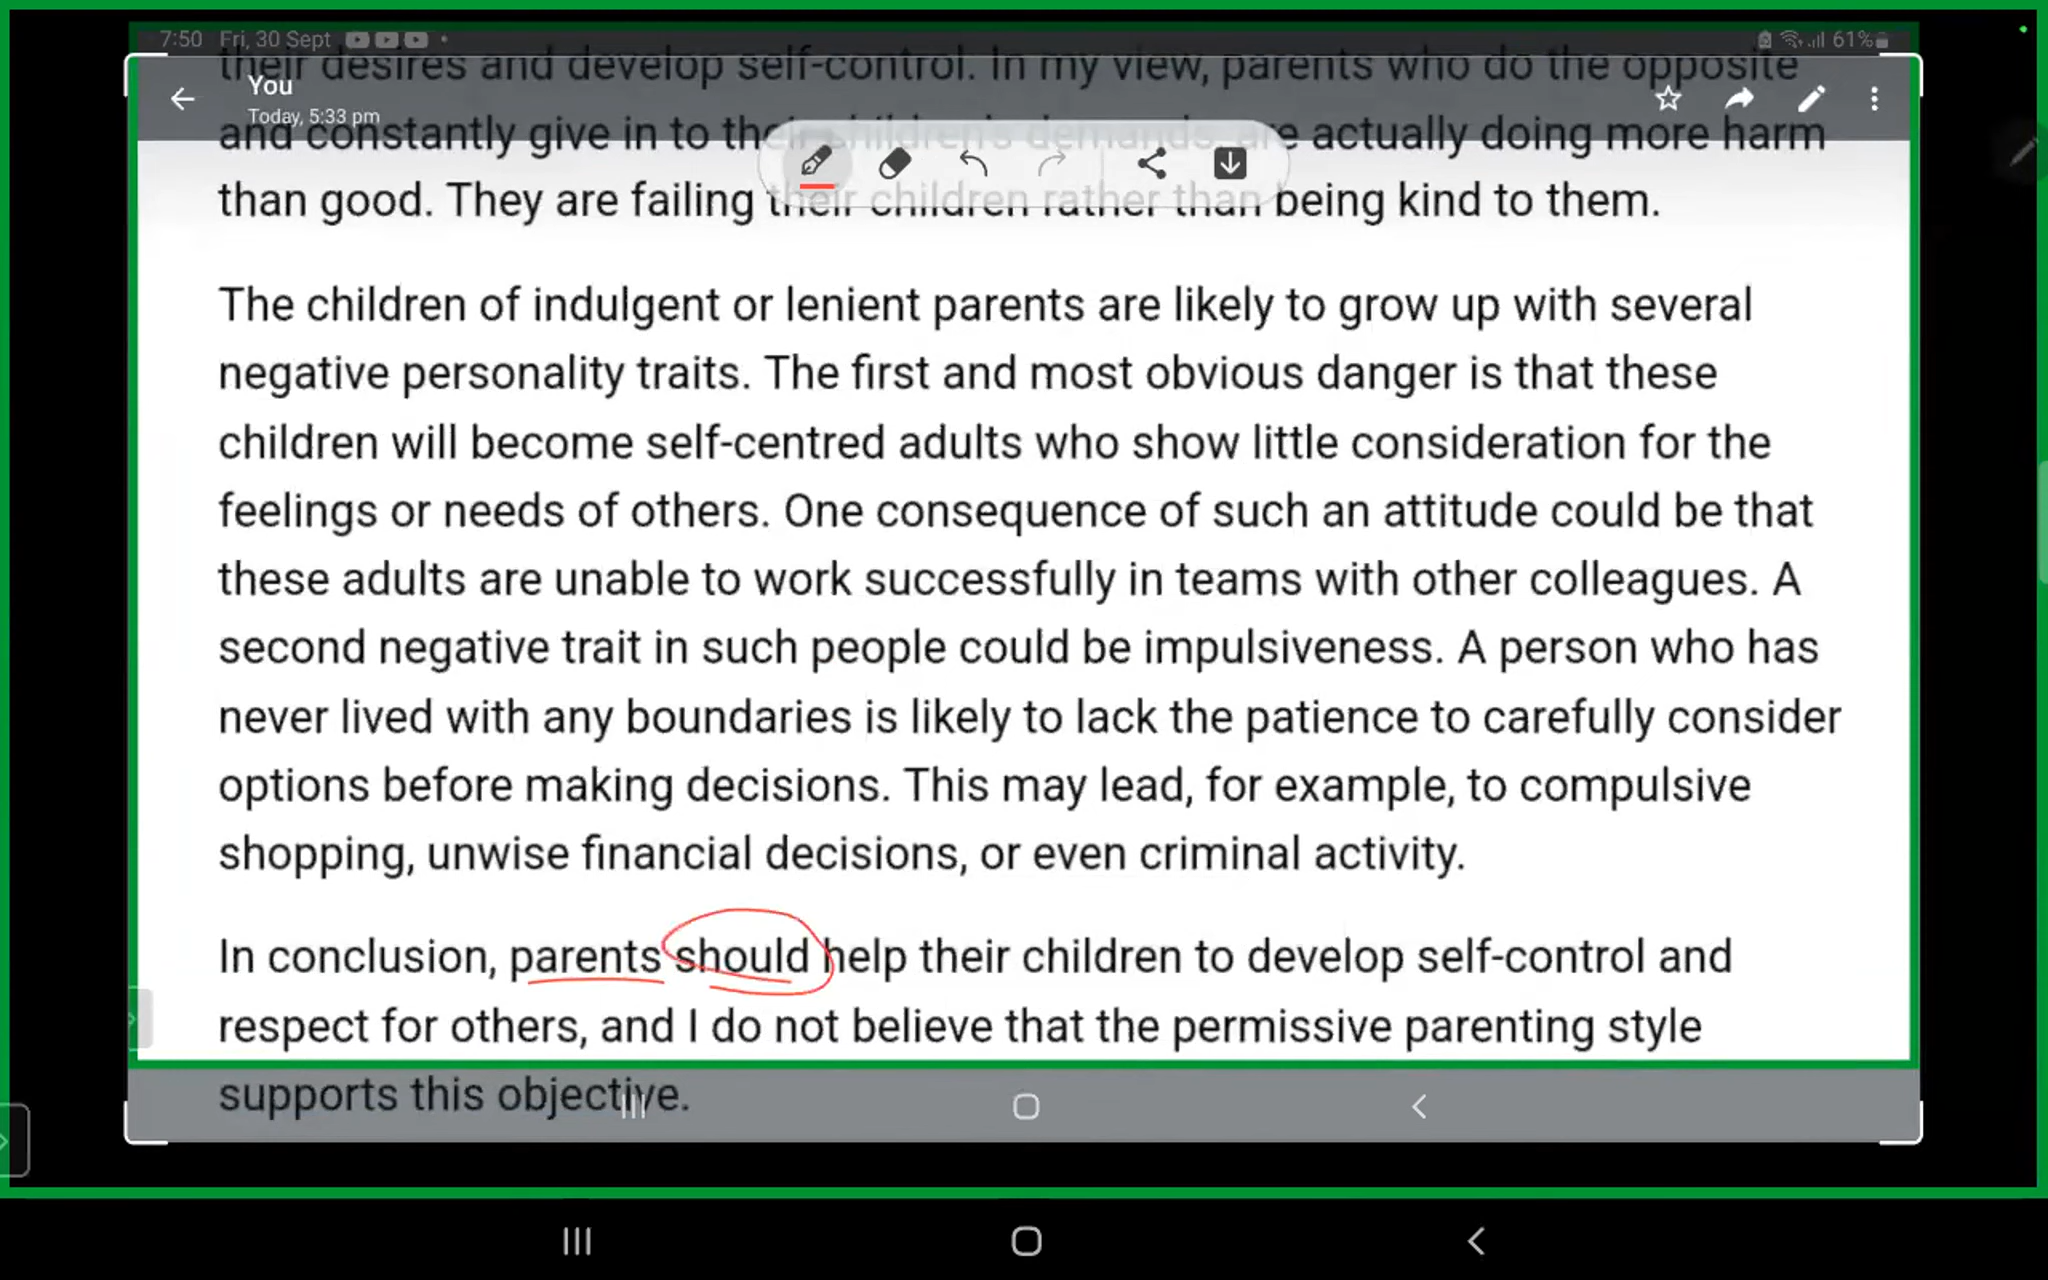 7:50 Fri, 30 Sept
61%
their desires and develop self-control. In my view, parents who do the opposite
You
Today, 5:33 pm
and constantly give in to their children's demands, are actually doing more harm
than good. They are failing their children rather than being kind to them.
The children of indulgent or lenient parents are likely to grow up with several
negative personality traits. The first and most obvious danger is that these
children will become self-centred adults who show little consideration for the
feelings or needs of others. One consequence of such an attitude could be that
these adults are unable to work successfully in teams with other colleagues. A
second negative trait in such people could be impulsiveness. A person who has
never lived with any boundaries is likely to lack the patience to carefully consider
options before making decisions. This may lead, for example, to compulsive
shopping, unwise financial decisions, or even criminal activity.
In conclusion, parents should help their children to develop self-control and
respect for others, and I do not believe that the permissive parenting style
supports this objective.